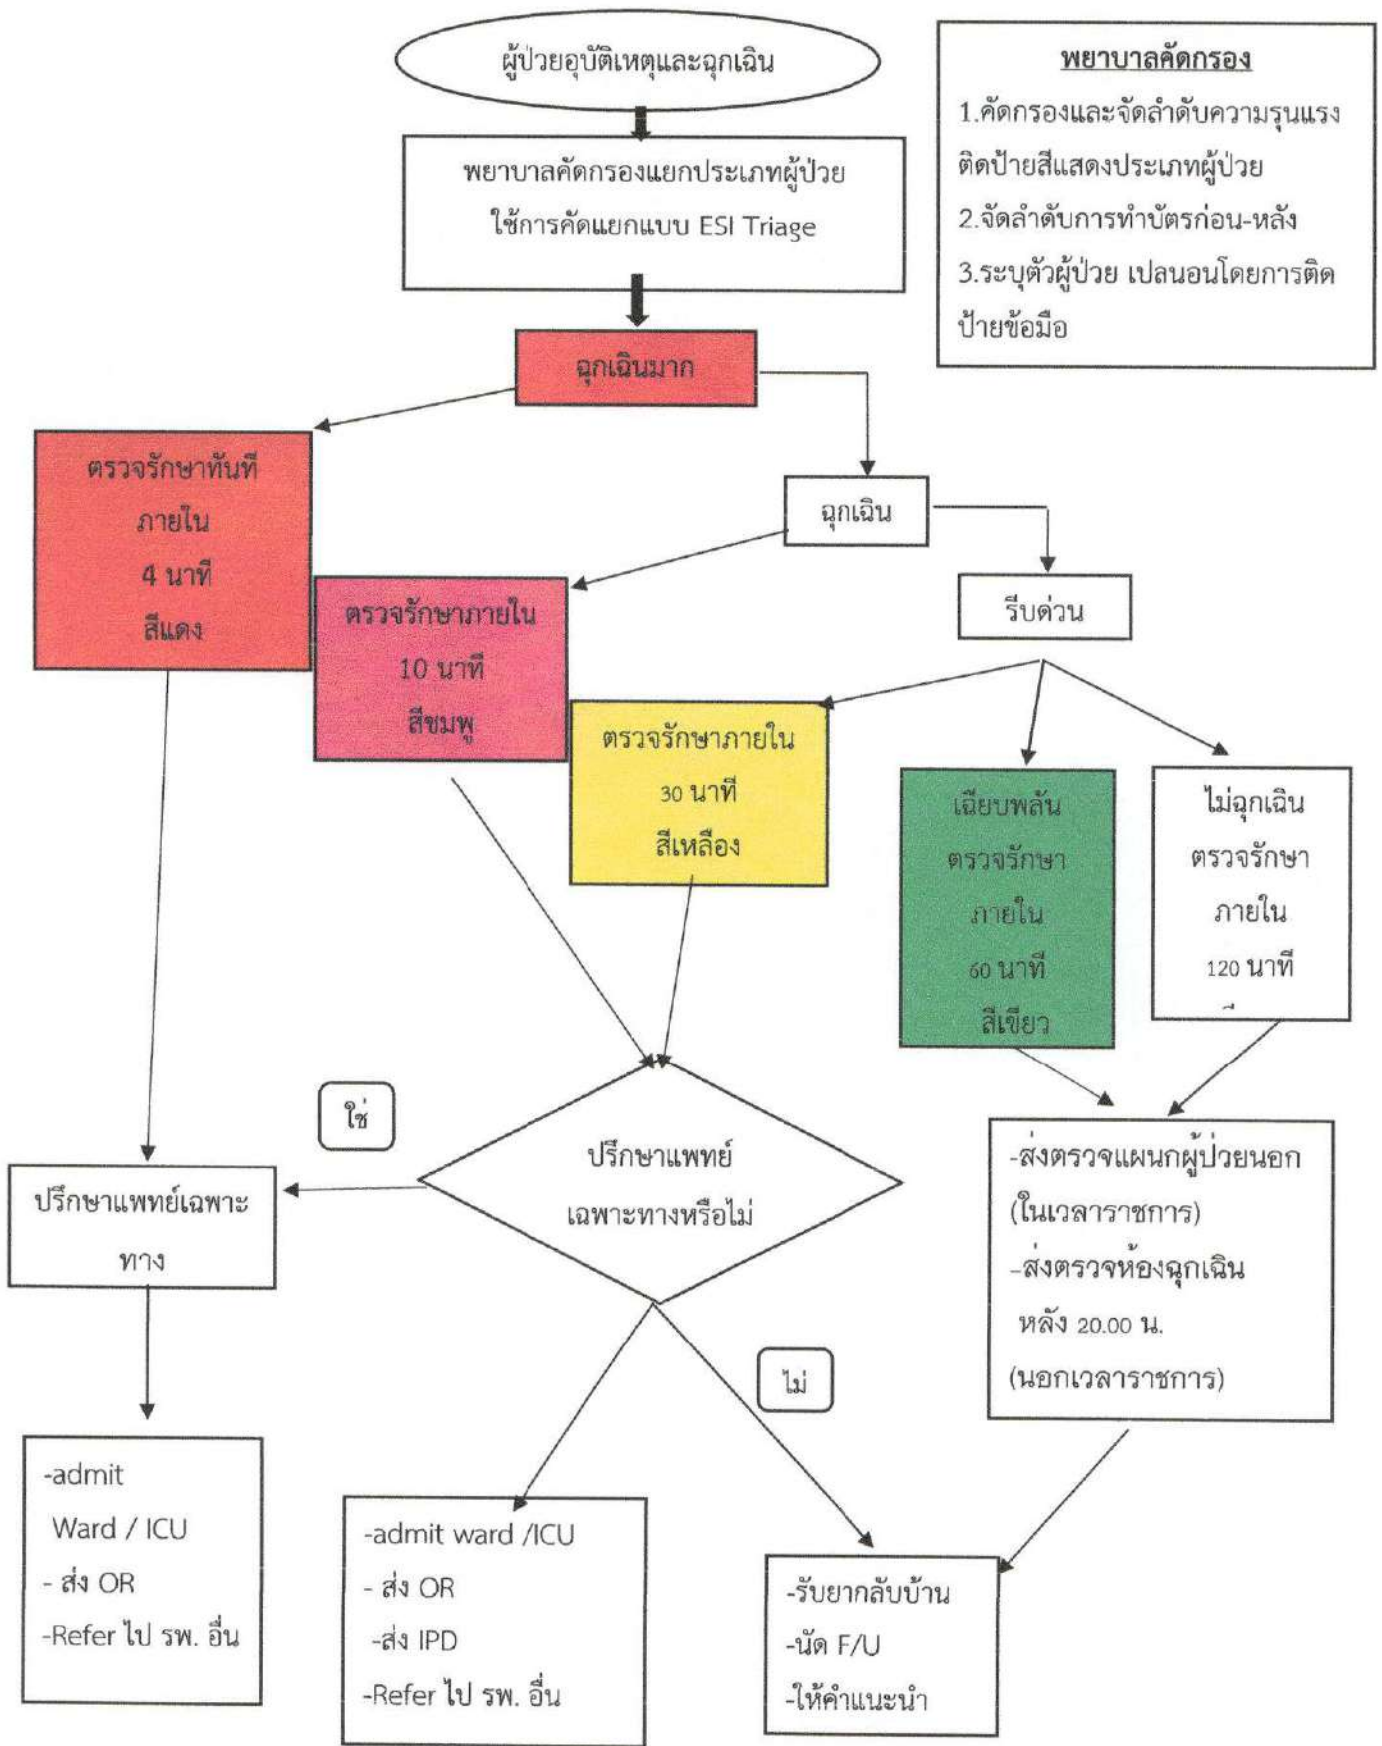 ผู้ป่วยอุบัติเหตุและฉุกเฉิน
พยาบาลคัดกรอง
1.คัดกรองและจัดลำดับความรุนแรง
ติดป้ายสีแสดงประเภทผู้ป่วย
2.จัดลำดับการทำบัตรก่อน-หลัง
3.ระบุตัวผู้ป่วย เปลนอนโดยการติด
ป้ายข้อมือ
พยาบาลคัดกรองแยกประเภทผู้ป่วย
ใช้การคัดแยกแบบ ESI Triage
ฉุกเฉินมาก
ตรวจรักษาทันที
ภายใน
4 นาที
สีแดง
ฉุกเฉิน
ตรวจรักษาภายใน
10 นาที
สีชมพู
รีบด่วน
ตรวจรักษาภายใน
30 นาที
สีเหลือง
เฉียบพลัน
ตรวจรักษา
ภายใน
60 นาที
สีเขียว
ไม่ฉุกเฉิน
ตรวจรักษา
ภายใน
120 นาที
ใช่
ปรึกษาแพทย์
เฉพาะทางหรือไม่
ปรึกษาแพทย์เฉพาะ
ทาง
-ส่งตรวจแผนกผู้ป่วยนอก
(ในเวลาราชการ)
-ส่งตรวจห้องฉุกเฉิน
หลัง 20.00 น.
(นอกเวลาราชการ)
ไม่
-admit
Ward / ICU
- ส่ง OR
-Refer ไป รพ. อื่น
-admit ward /ICU
- ส่ง OR
-ส่ง IPD
-Refer ไป รพ. อื่น
-รับยากลับบ้าน
-นัด F/U
-ให้คำแนะนำ